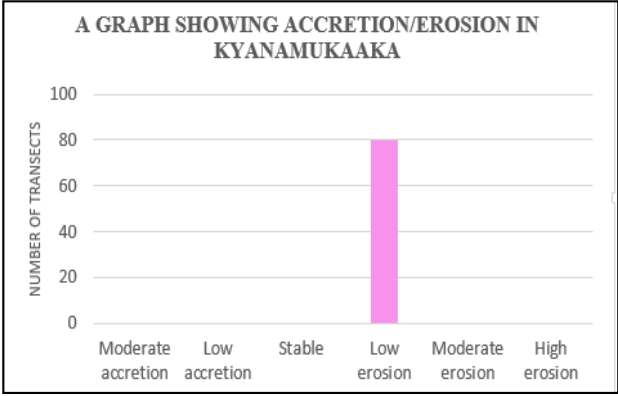 A GRAPH SHOWING ACCRETION/EROSION IN
KYANAMUKAAKA
NUMBER OF TRANSECTS
100
80
60
40
20
0
Moderate accretion
Low accretion
Stable
Low erosion
Moderate erosion
High erosion